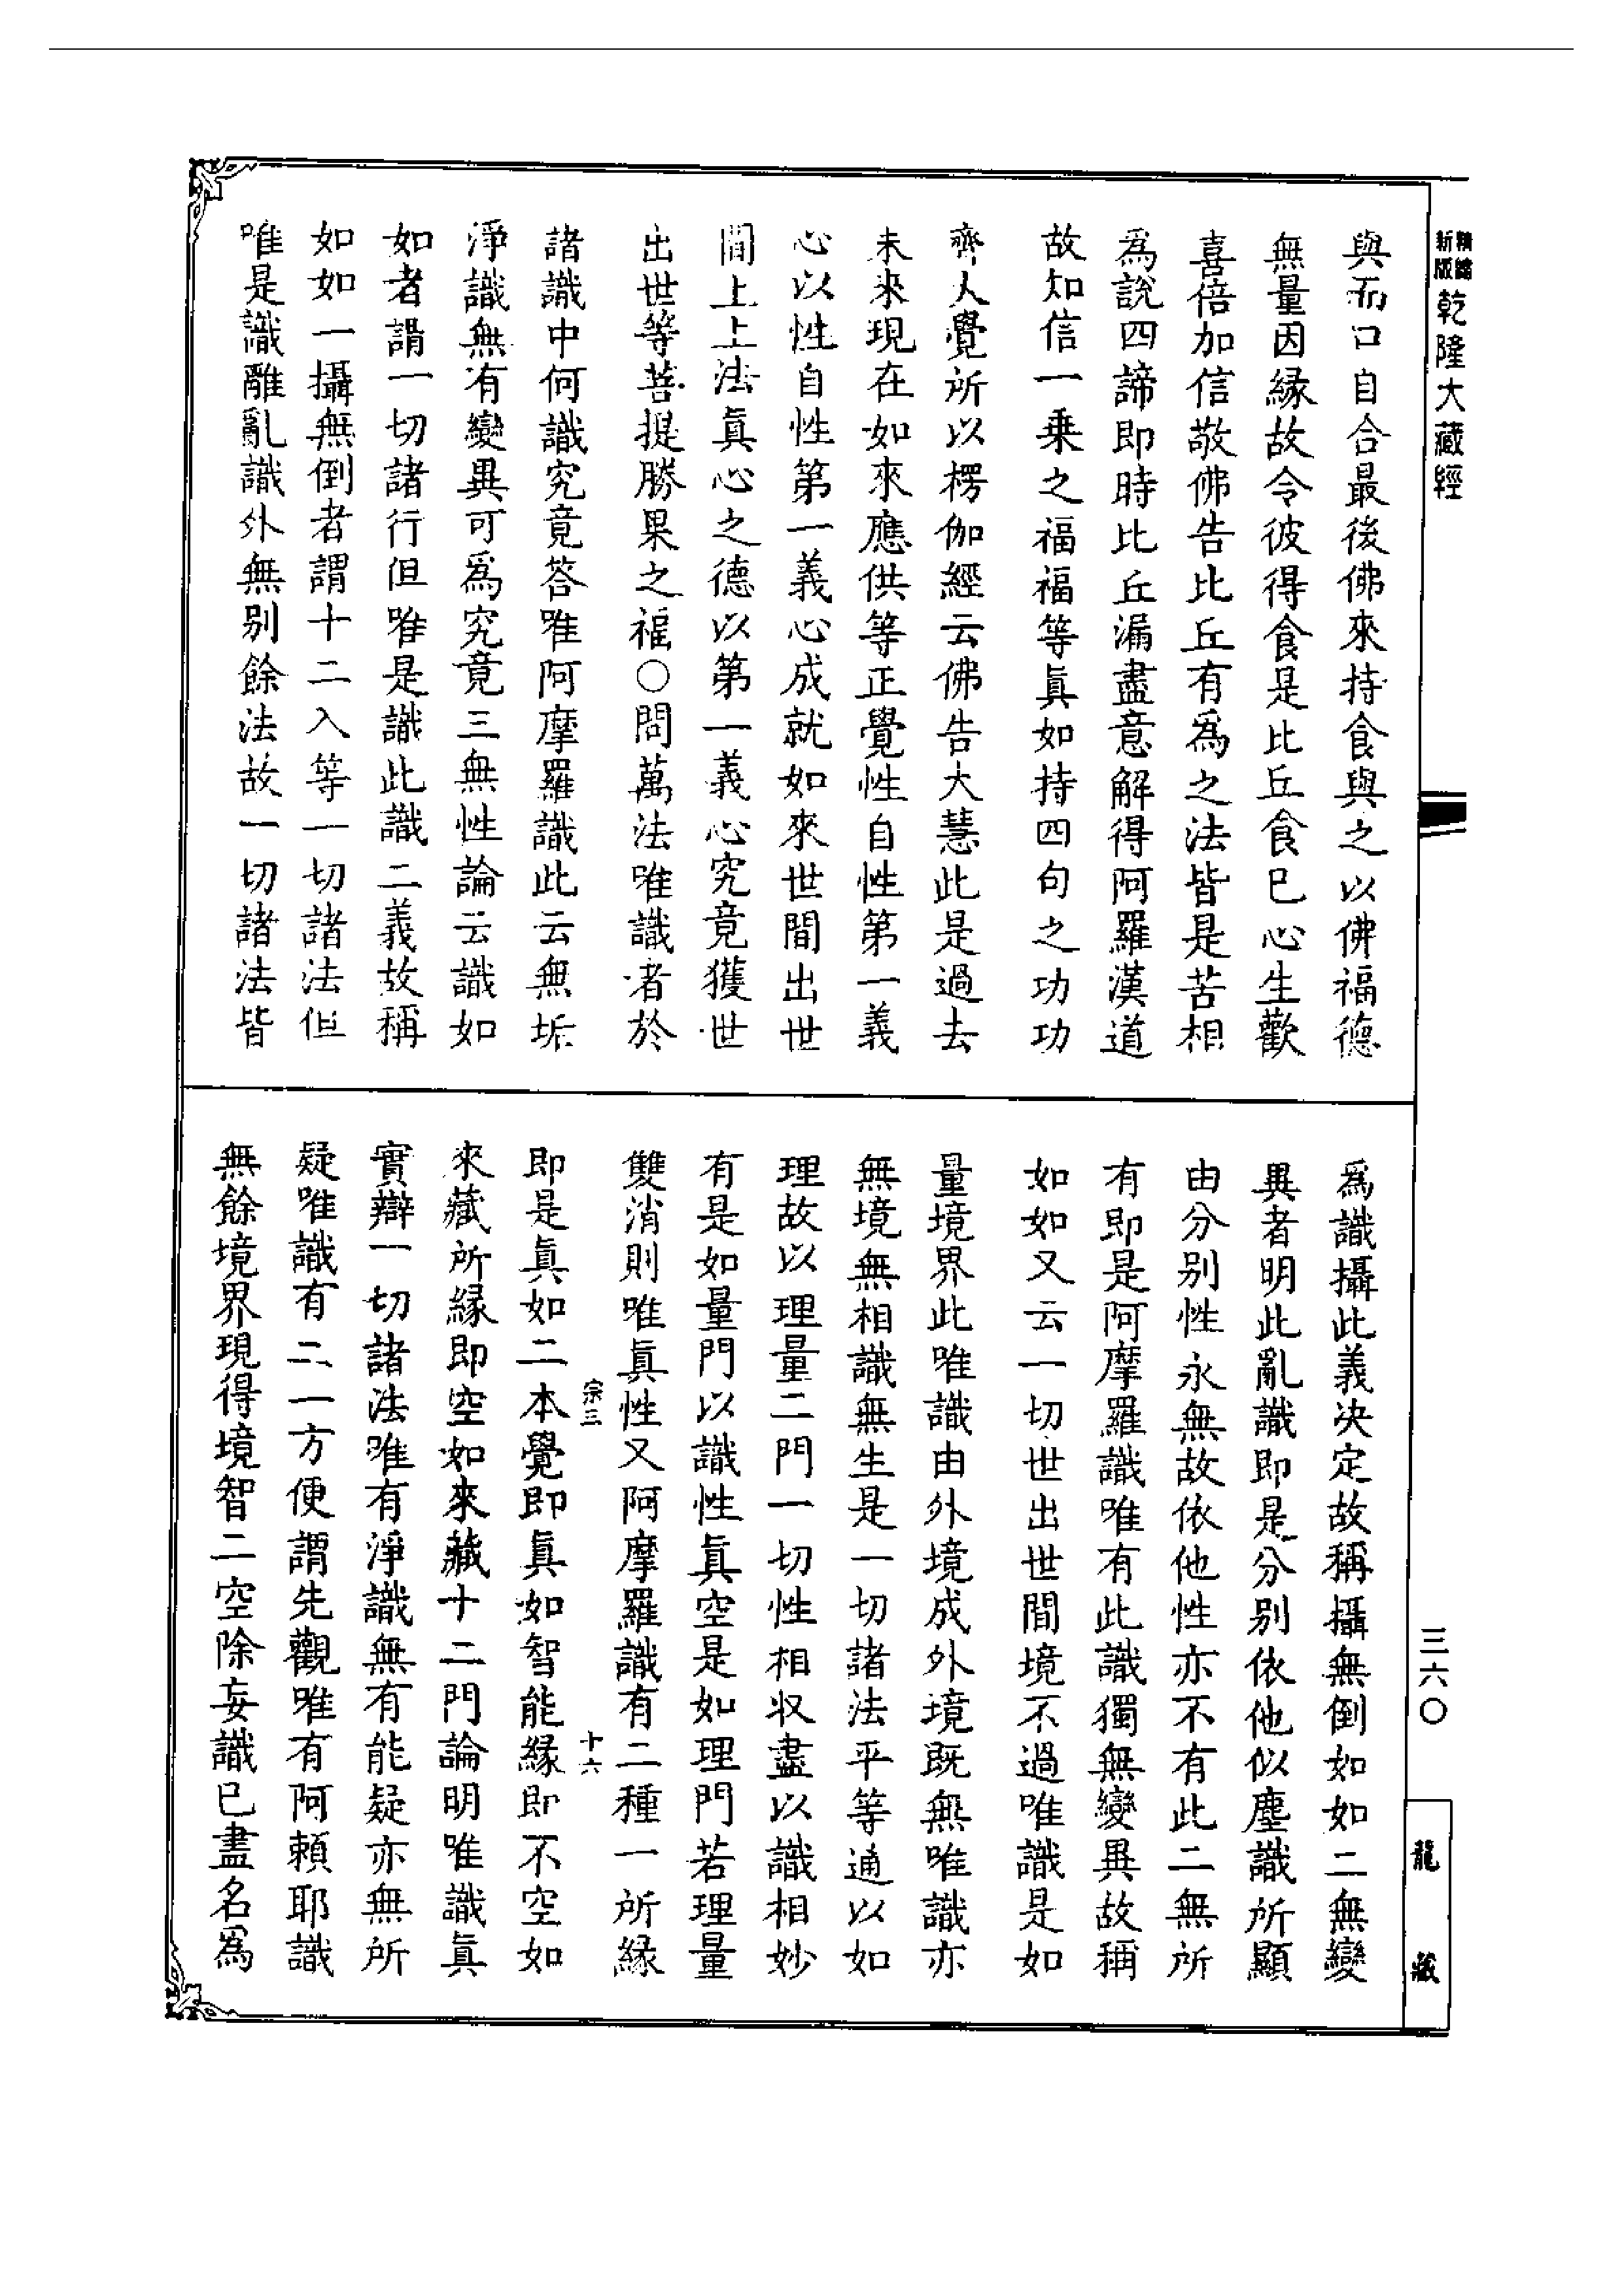 精鏽
新版
乾隆大藏經
與而口自合最後佛來持食與之以佛福德
無量因緣故令彼得食是比丘食已心生歡
喜倍加信敬佛告比丘有為之法皆是苦相
為說四諦即時比丘漏盡意解得阿羅漢道
故知信一乘之福福等眞如持四句之功功
齊人覺所以楞伽經云佛告大慧此是過去
未來現在如來應供等正覺性自性第一義
心以性自性第一義心成就如來世間出世
間上上法眞心之德以第一義心究竟獲世
出世等菩提勝果之福○問萬法唯識者於
諸識中何識究竟答唯阿摩羅識此云無垢
淨識無有變異可為究竟三無性論云識如
如者謂一切諸行但唯是識此識二義故稱
如如一攝無倒者謂十二入等一切諸法但
唯是識離亂識外無別餘法故一切諸法皆
為識攝此義決定故稱攝無倒如如二無變
異者明此亂識即是分別依他似塵識所顯
由分別性永無故依他性亦不有此二無所
有即是阿摩羅識唯有此識獨無變異故稱
如如又云一切世出世間境不過唯識是如
量境界此唯識由外境成外境既無唯識亦
無境無相識無生是一切諸法平等通以如
理故以理量二門一切性相収盡以識相妙
有是如量門以識性眞空是如理門若理量
雙消則唯眞性又阿摩羅識有二種一所緣
宗三
十六
即是眞如二本覺即眞如智能緣即不空如
來藏所緣即空如來藏十二門論明唯識眞
實辯一切諸法唯有淨識無有能疑亦無所
疑唯識有二一方便謂先觀唯有阿賴耶識
無餘境界現得境智二空除妄識已盡名為
三六〇
龍藏